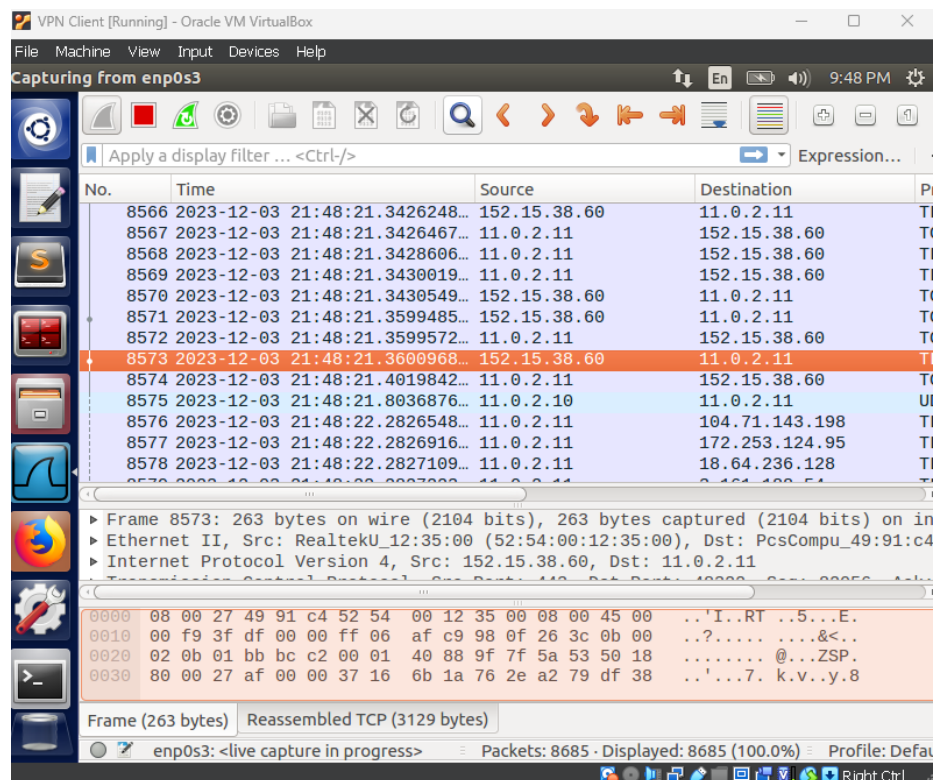 VPN Client [Running] - Oracle VM VirtualBox
File Machine View Input Devices Help
Capturing from enp0s3 En 9:48 PM
Apply a display filter ... <Ctrl-/> Expression...
No. Time Source Destination
8566 2023-12-03 21:48:21.3426248… 152.15.38.60 11.0.2.11
8567 2023-12-03 21:48:21.3426467… 11.0.2.11 152.15.38.60
8568 2023-12-03 21:48:21.3428606… 11.0.2.11 152.15.38.60
8569 2023-12-03 21:48:21.3430019… 11.0.2.11 152.15.38.60
8570 2023-12-03 21:48:21.3430549… 152.15.38.60 11.0.2.11
8571 2023-12-03 21:48:21.3599485… 152.15.38.60 11.0.2.11
8572 2023-12-03 21:48:21.3599572… 11.0.2.11 152.15.38.60
8573 2023-12-03 21:48:21.3600968… 152.15.38.60 11.0.2.11
8574 2023-12-03 21:48:21.4019842… 11.0.2.11 152.15.38.60
8575 2023-12-03 21:48:21.8036876… 11.0.2.10 11.0.2.11
8576 2023-12-03 21:48:22.2826548… 11.0.2.11 104.71.143.198
8577 2023-12-03 21:48:22.2826916… 11.0.2.11 172.253.124.95
8578 2023-12-03 21:48:22.2827109… 11.0.2.11 18.64.236.128
Frame 8573: 263 bytes on wire (2104 bits), 263 bytes captured (2104 bits) on in
Ethernet II, Src: RealtekU_12:35:00 (52:54:00:12:35:00), Dst: PcsCompu_49:91:c4
Internet Protocol Version 4, Src: 152.15.38.60, Dst: 11.0.2.11
0000 08 00 27 49 91 c4 52 54 00 12 35 00 08 00 45 00 ..'I..RT ..5...E.
0010 00 f9 3f df 00 00 ff 06 af c9 98 0f 26 3c 0b 00 ..?..... ....&<..
0020 02 0b 01 bb bc c2 00 01 40 88 9f 7f 5a 53 50 18 ........ @...ZSP.
0030 80 00 27 af 00 00 37 16 6b 1a 76 2e a2 79 df 38 ..'...7. k.v..y.8
Frame (263 bytes) Reassembled TCP (3129 bytes)
enp0s3: <live capture in progress> Packets: 8685 · Displayed: 8685 (100.0%) Profile: Defau
Right Ctrl